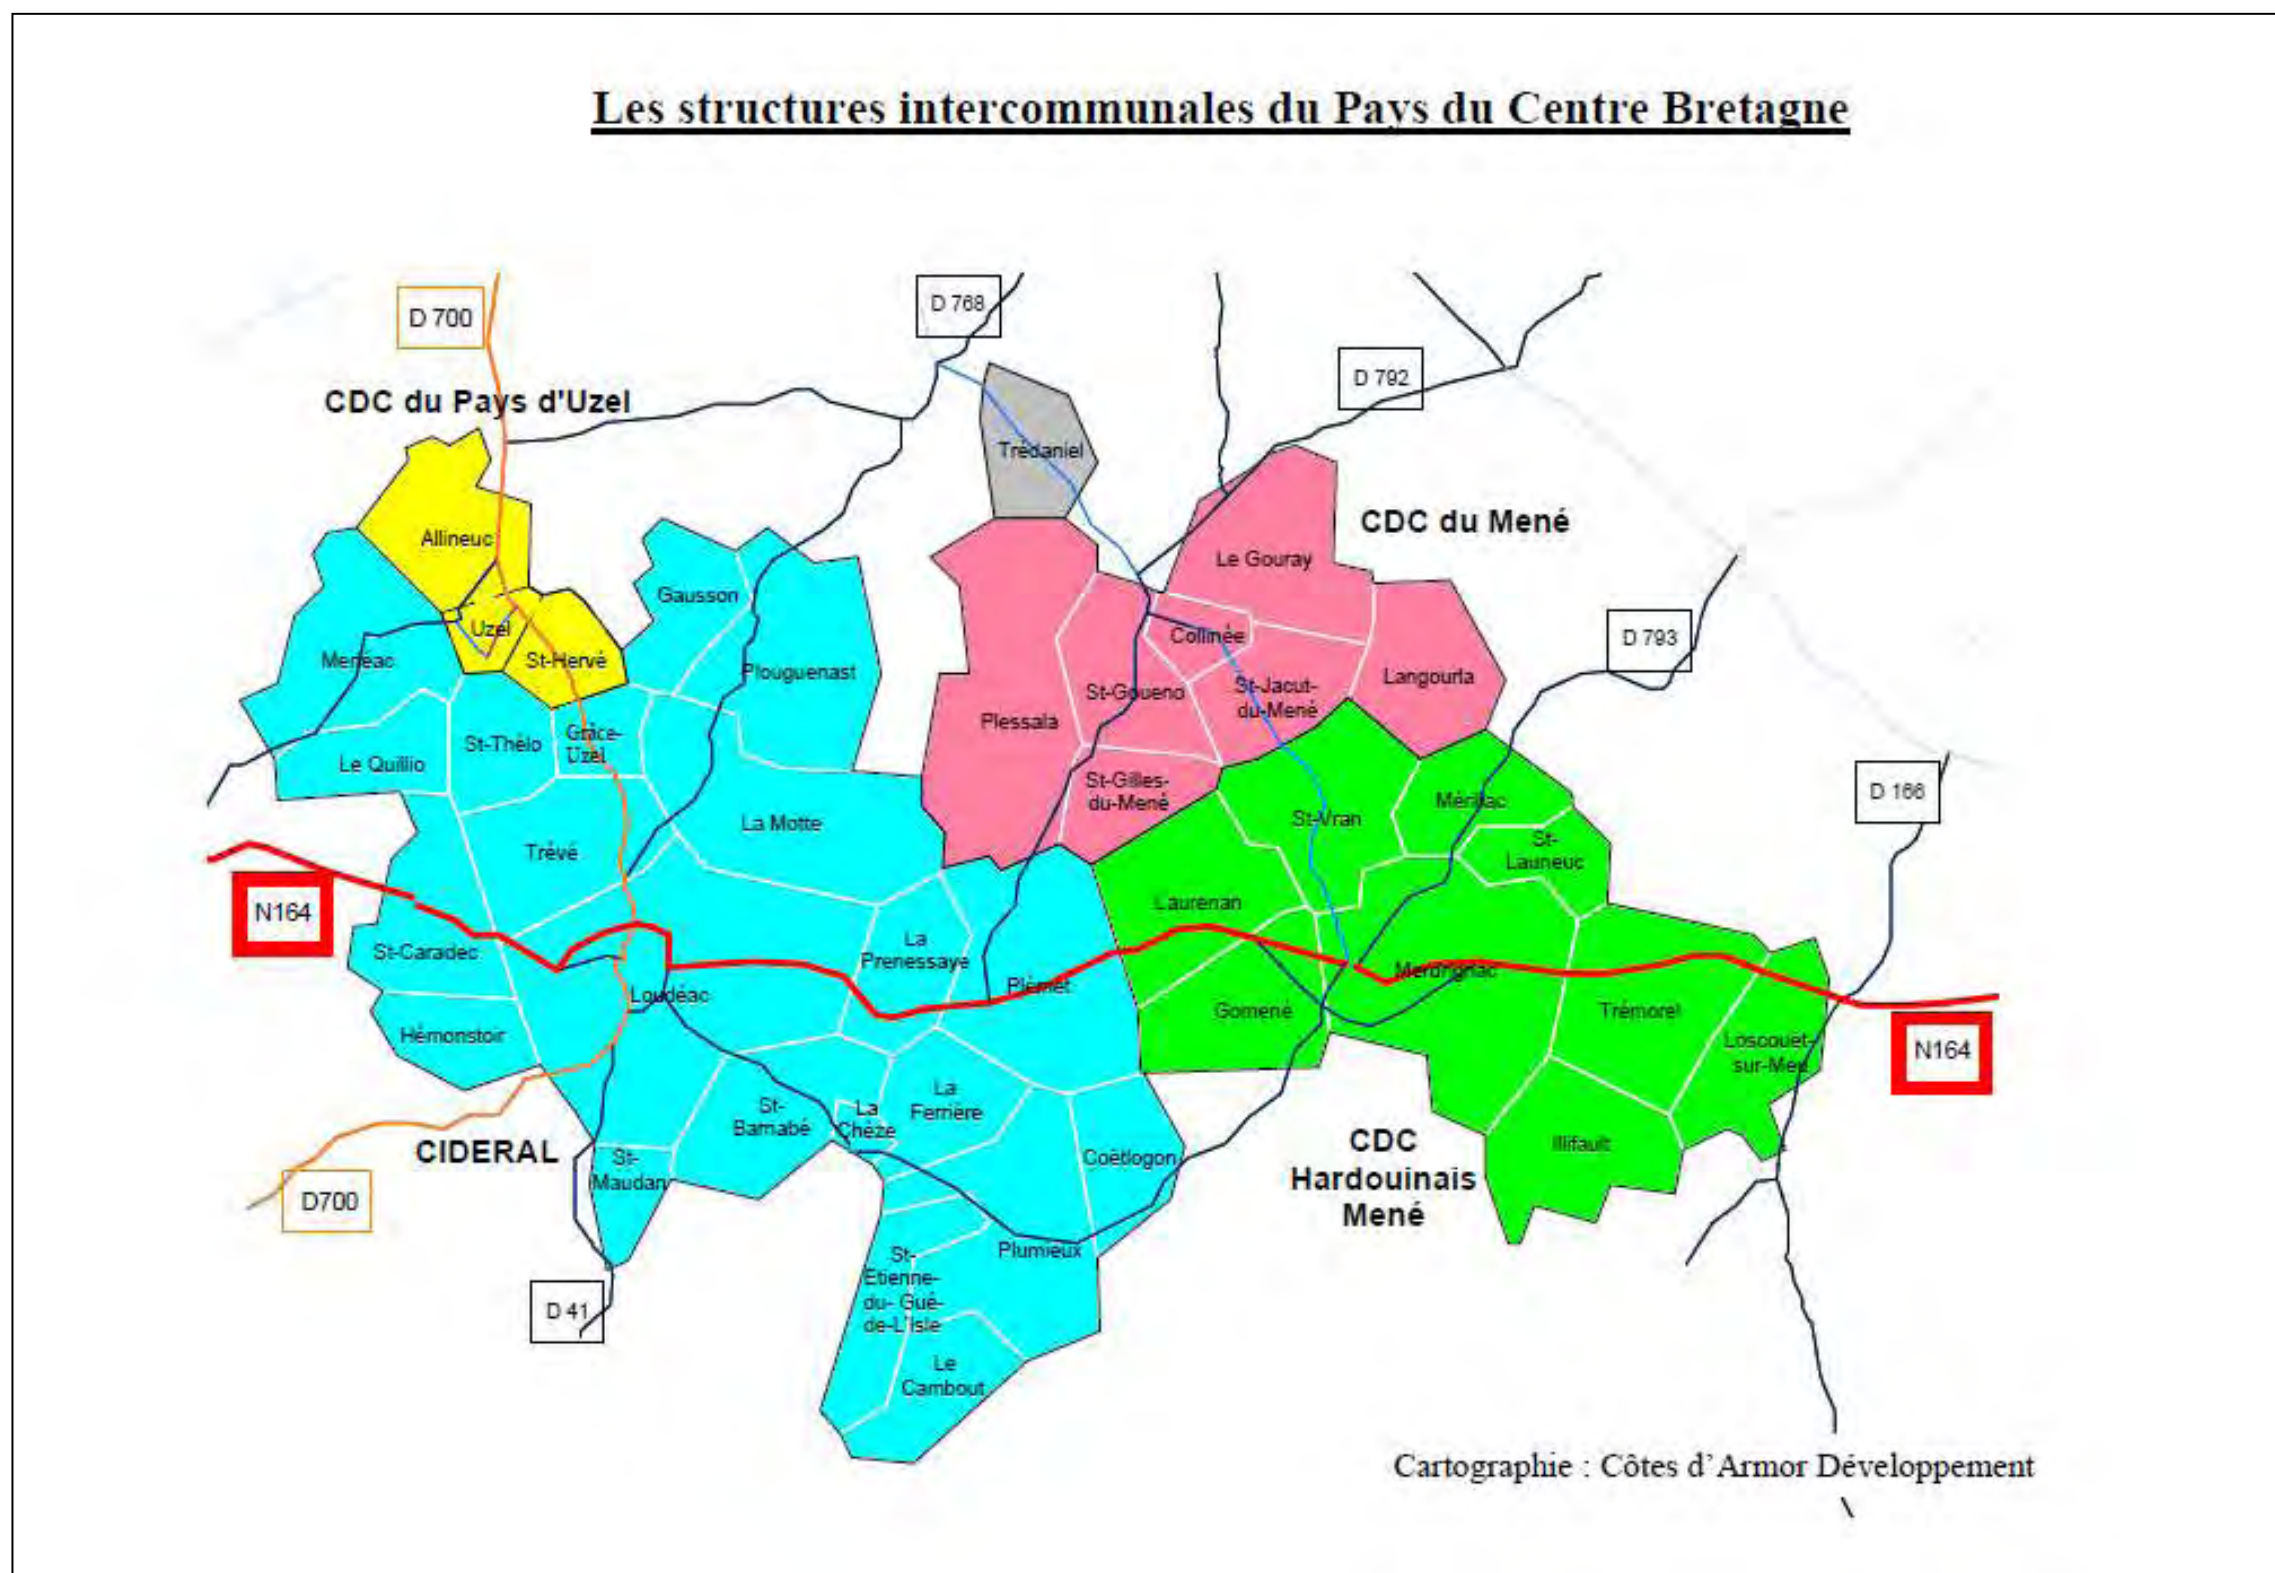 Les structures intercommunales du Pays du Centre Bretagne
D 700
D 768
D 792
CDC du Pays d'Uzel
Trédaniel
CDC du Mené
Allineuc
Le Gouray
Gausson
Uzel
Collinée
D 793
Merléac
St-Hervé
Plouguenast
St-Goueno
St-Jacut-
du-Mené
Langourla
Plessala
St-Thélo
Grâce-
Uzel
Le Quillio
St-Gilles-
du-Mené
D 166
La Motte
St-Vran
Mérillac
Trévé
St-
Launeuc
N164
Laurenan
St-Caradec
La
Prenessaye
Loudéac
Plémet
Merdrignac
Hémonstoir
Gomené
Trémorel
Loscouet-
sur-Meu
N164
St-
Barnabé
La
Chèze
La
Ferrière
CIDERAL
St-
Maudan
Coëtlogon
CDC
Hardouinais
Mené
Illifault
D700
St-
Etienne-
du- Gué-
de-L'Isle
Plumieux
D 41
Le
Cambout
Cartographie : Côtes d'Armor Développement